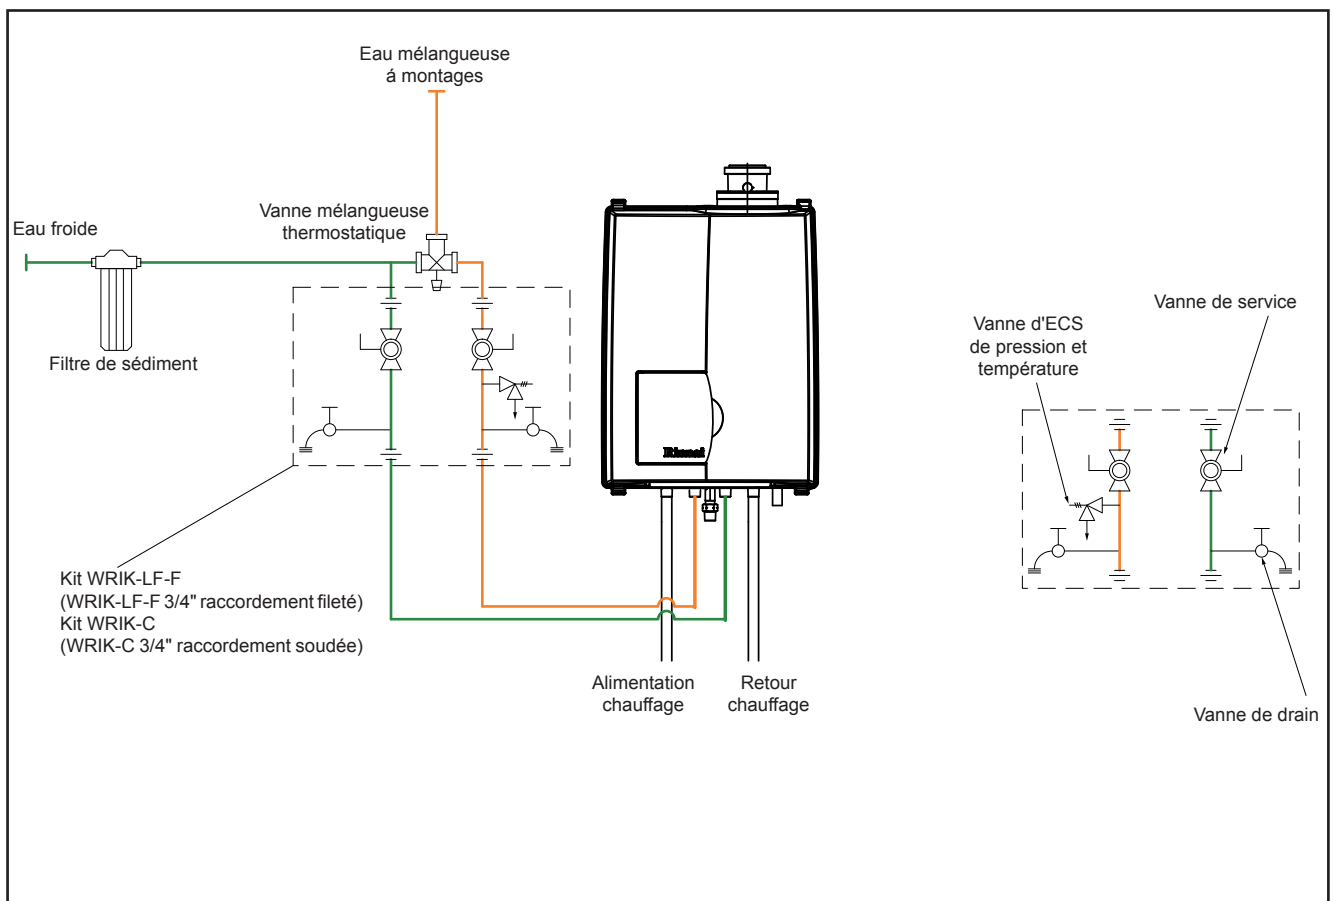 Eau mélangueuse
á montages
Vanne mélangueuse
thermostatique
Eau froide
Filtre de sédiment
Vanne de service
Vanne d'ECS
de pression et
température
Rinnai
Kit WRIK-LF-F
(WRIK-LF-F 3/4" raccordement fileté)
Kit WRIK-C
(WRIK-C 3/4" raccordement soudée)
Alimentation
chauffage
Retour
chauffage
Vanne de drain